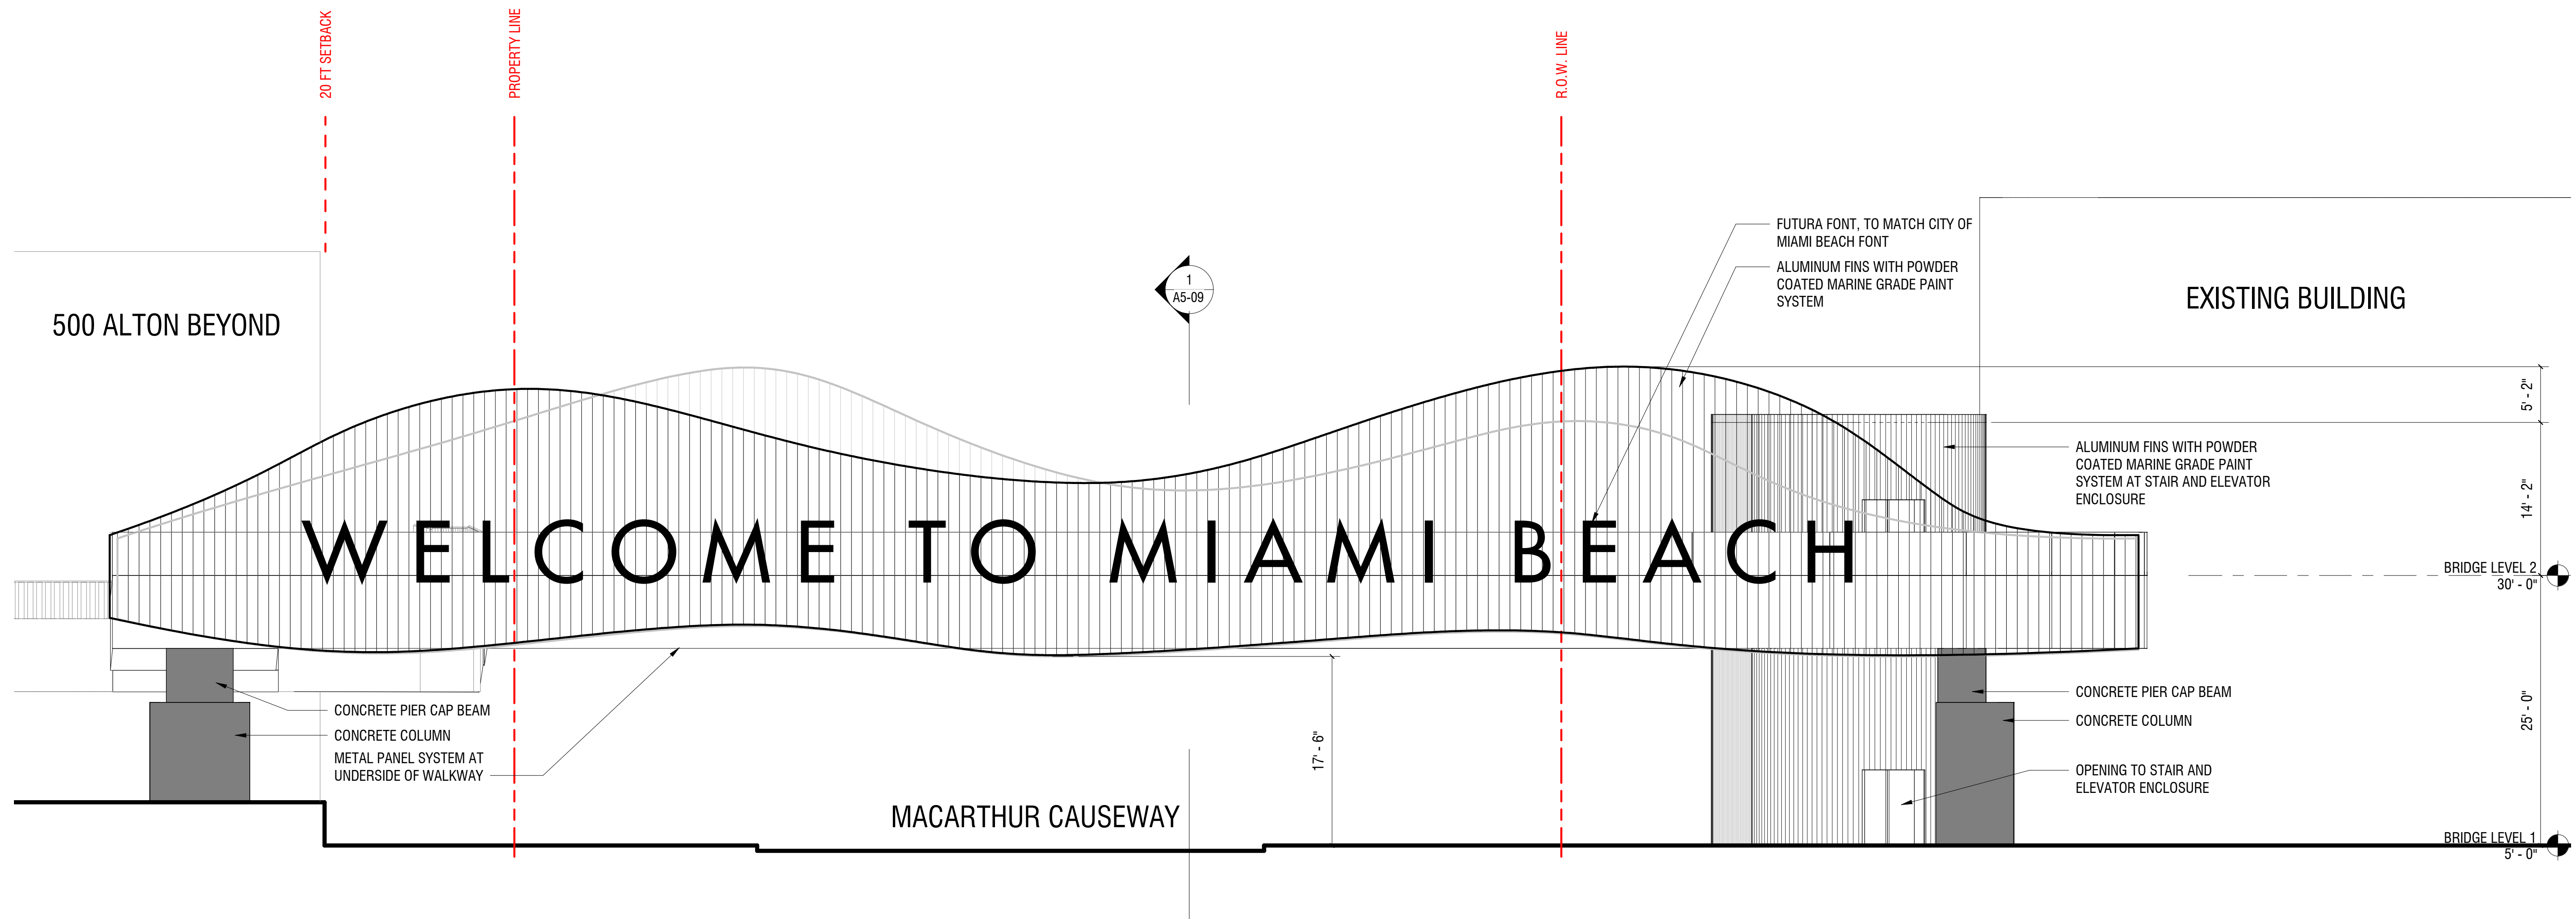 20 FT SETBACK
PROPERTY LINE
R.O.W. LINE
FUTURA FONT, TO MATCH CITY OF
MIAMI BEACH FONT
ALUMINUM FINS WITH POWDER
COATED MARINE GRADE PAINT
SYSTEM
1
A5-09
500 ALTON BEYOND
EXISTING BUILDING
5' - 2"
ALUMINUM FINS WITH POWDER
COATED MARINE GRADE PAINT
SYSTEM AT STAIR AND ELEVATOR
ENCLOSURE
14' - 2"
WELCOME TO MIAMI BEACH
BRIDGE LEVEL 2
30' - 0"
CONCRETE PIER CAP BEAM
CONCRETE COLUMN
METAL PANEL SYSTEM AT
UNDERSIDE OF WALKWAY
17' - 6"
MACARTHUR CAUSEWAY
CONCRETE PIER CAP BEAM
CONCRETE COLUMN
25' - 0"
OPENING TO STAIR AND
ELEVATOR ENCLOSURE
BRIDGE LEVEL 1
5' - 0"